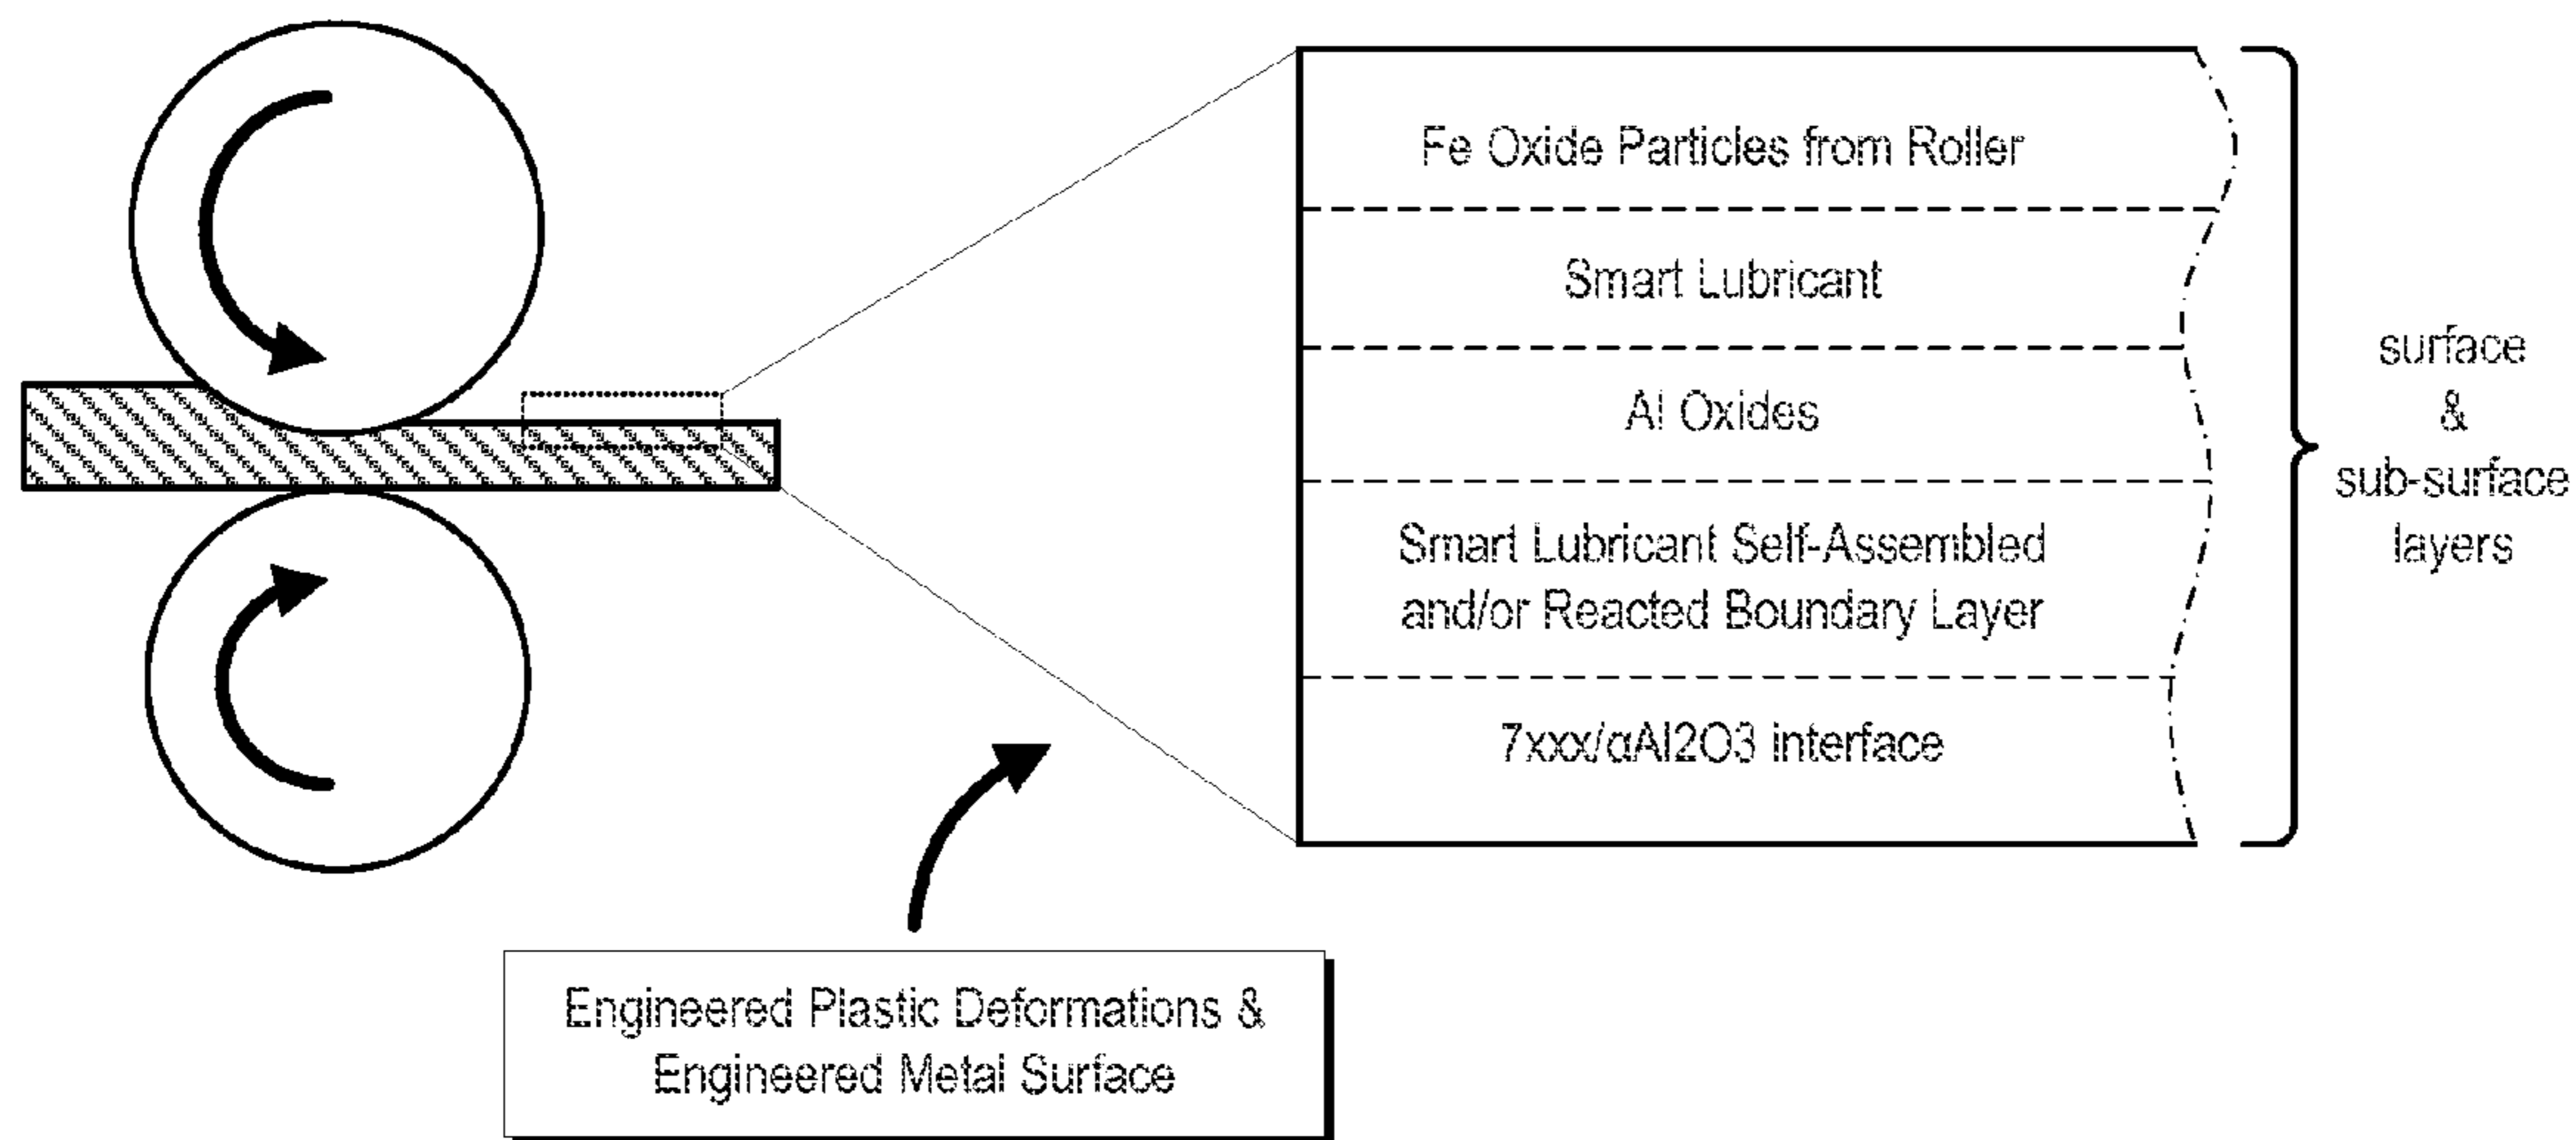 Fe Oxide Particles from Roller
Smart Lubricant
Al Oxides
Smart Lubricant Self-Assembled
and/or Reacted Boundary Layer
7xxx/αAl2O3 interface
surface
&
sub-surface
layers
Engineered Plastic Deformations &
Engineered Metal Surface